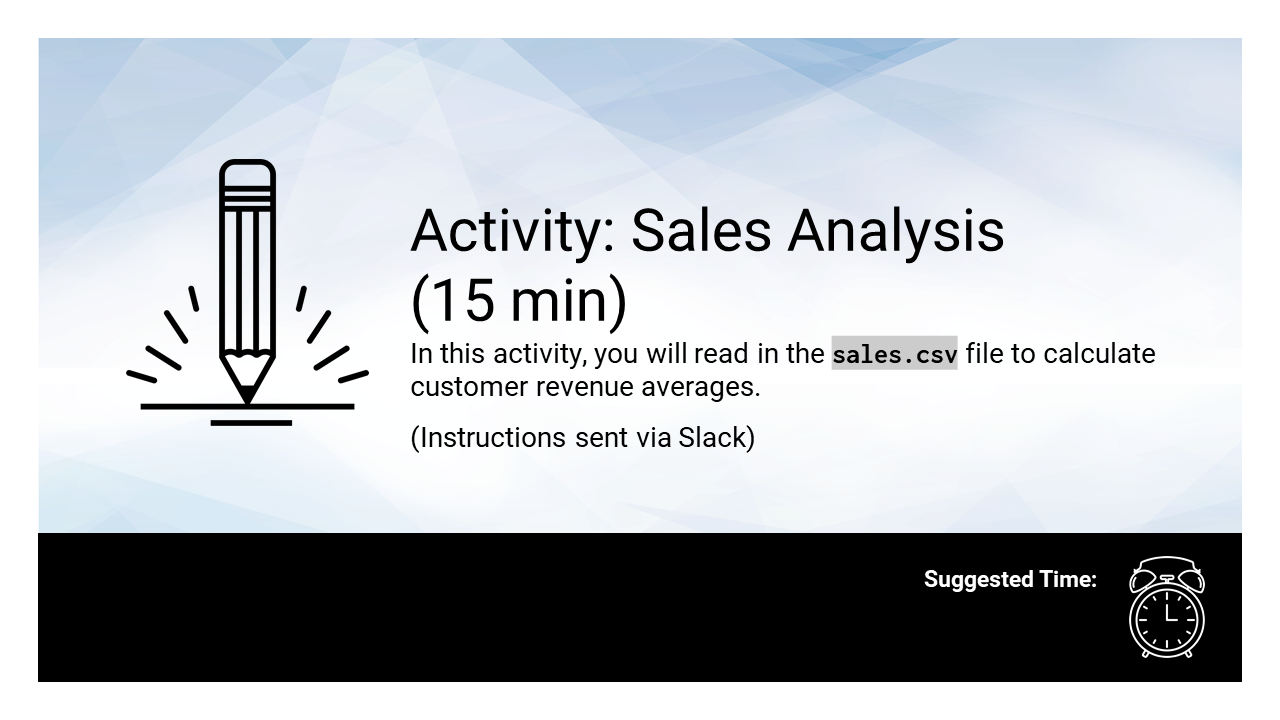 Activity: Sales Analysis
(15 min)
In this activity, you will read in the sales.csv file to calculate
customer revenue averages.
(Instructions sent via Slack)
Suggested Time: